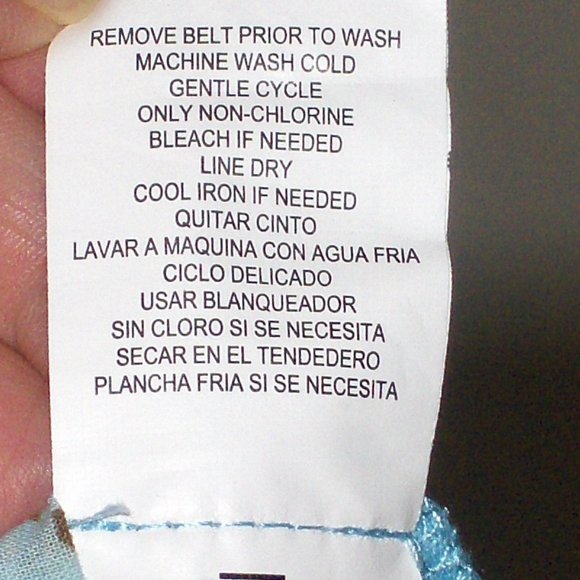 REMOVE BELT PRIOR TO WASH
MACHINE WASH COLD
GENTLE CYCLE
ONLY NON-CHLORINE
BLEACH IF NEEDED
LINE DRY
COOL IRON IF NEEDED
QUITAR CINTO
LAVAR A MAQUINA CON AGUA FRIA
CICLO DELICADO
USAR BLANQUEADOR
SIN CLORO SI SE NECESITA
SECAR EN EL TENDEDERO
PLANCHA FRIA SI SE NECESITA